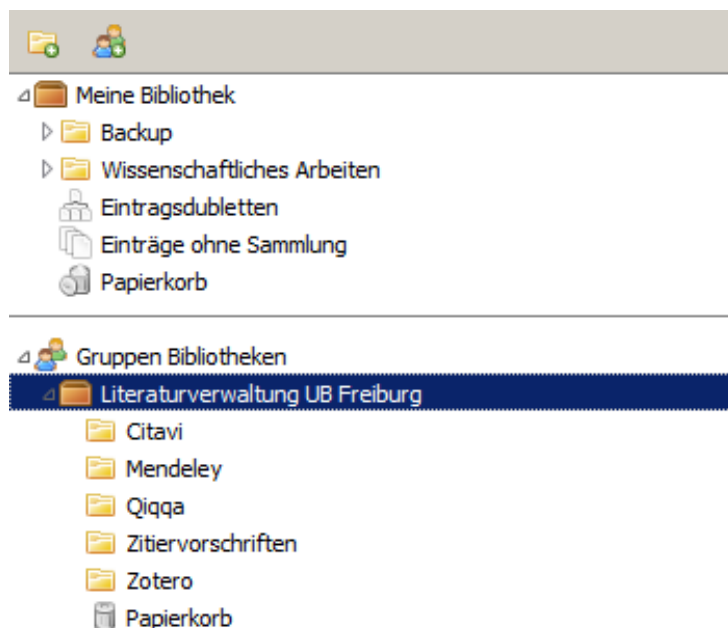 Meine Bibliothek
Backup
Wissenschaftliches Arbeiten
Eintragsdubletten
Einträge ohne Sammlung
Papierkorb
Gruppen Bibliotheken
Literaturverwaltung UB Freiburg
Citavi
Mendeley
Qiqqa
Zitiervorschriften
Zotero
Papierkorb